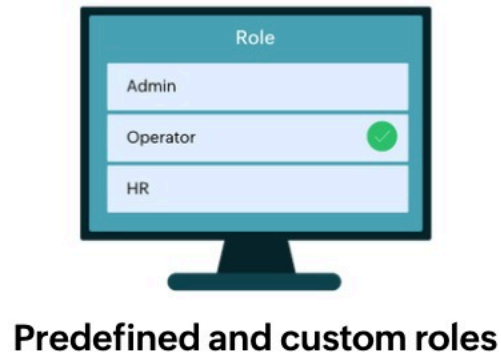 Role
Admin
Operator
HR
Predefined and custom roles